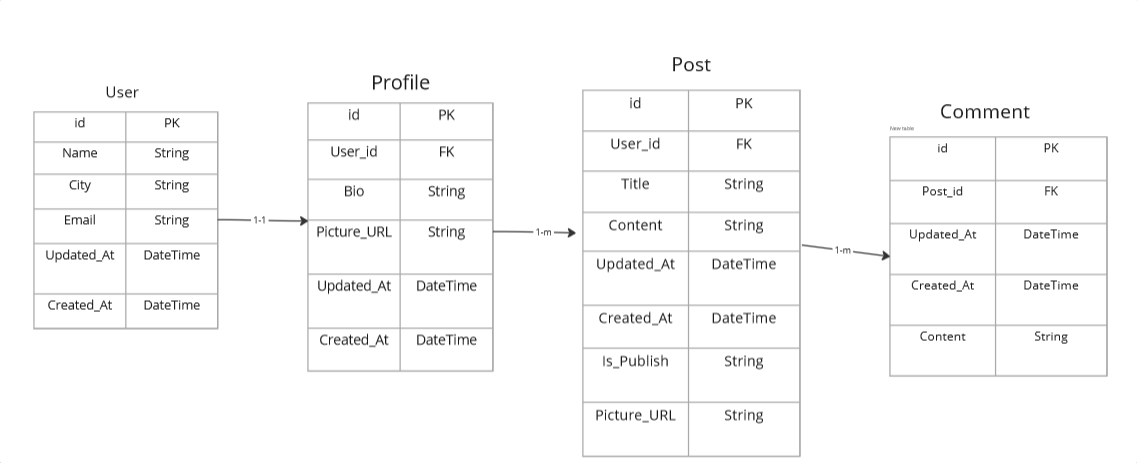 User
id PK
Name String
City String
Email String
Updated_At DateTime
Created_At DateTime
1-1
Profile
id PK
User_id FK
Bio String
Picture_URL String
Updated_At DateTime
Created_At DateTime
1-m
Post
id PK
User_id FK
Title String
Content String
Updated_At DateTime
Created_At DateTime
Is_Publish String
Picture_URL String
1-m
Comment
New table
id PK
Post_id FK
Updated_At DateTime
Created_At DateTime
Content String